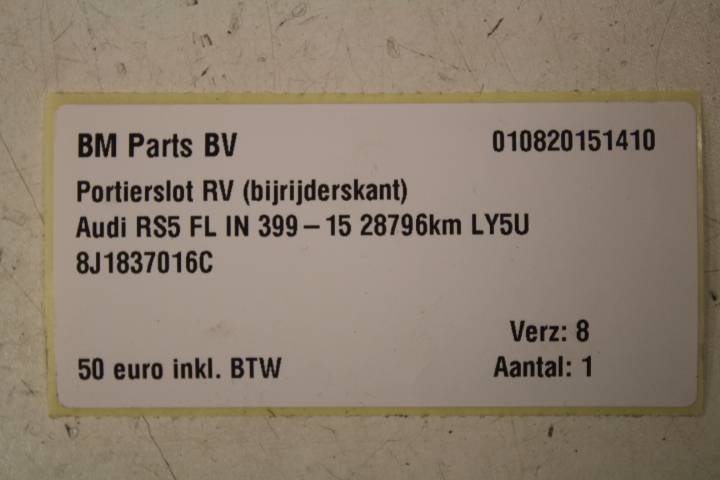 BM Parts BV 010820151410
Portierslot RV (bijrijderskant)
Audi RS5 FL IN 399-15 28796km LY5U
8J1837016C
Verz: 8
50 euro inkl. BTW Aantal: 1